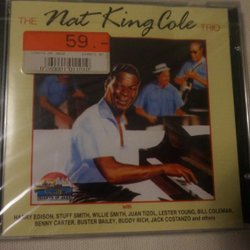 THE Nat King Cole TRIO
59.-
with
HARRY EDISON, STUFF SMITH, WILLIE SMITH, JUAN TIZOL, LESTER YOUNG, BILL COLEMAN,
BENNY CARTER, BUSTER BAILEY, BUDDY RICH, JACK COSTANZO and others